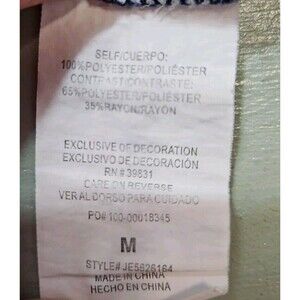 SELF/CUERPO:
100%POLYESTER/POLIÉSTER
CONTRAST/CONTRASTE:
65%POLYESTER/POLIÉSTER
35%RAYON/RAYON
EXCLUSIVE OF DECORATION
EXCLUSIVO DE DECORACIÓN
RN# 39831
CARE ON REVERSE
VER AL DORSO PARA CUIDADO
PO# 100-00018345
M
STYLE# JE5626164
MADE IN CHINA
HECHO EN CHINA